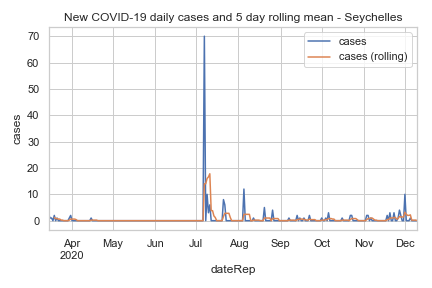 New COVID-19 daily cases and 5 day rolling mean - Seychelles
cases
cases (rolling)
cases
70
60
50
40
30
20
10
0
Apr
2020
May
Jun
Jul
Aug
Sep
Oct
Nov
Dec
dateRep